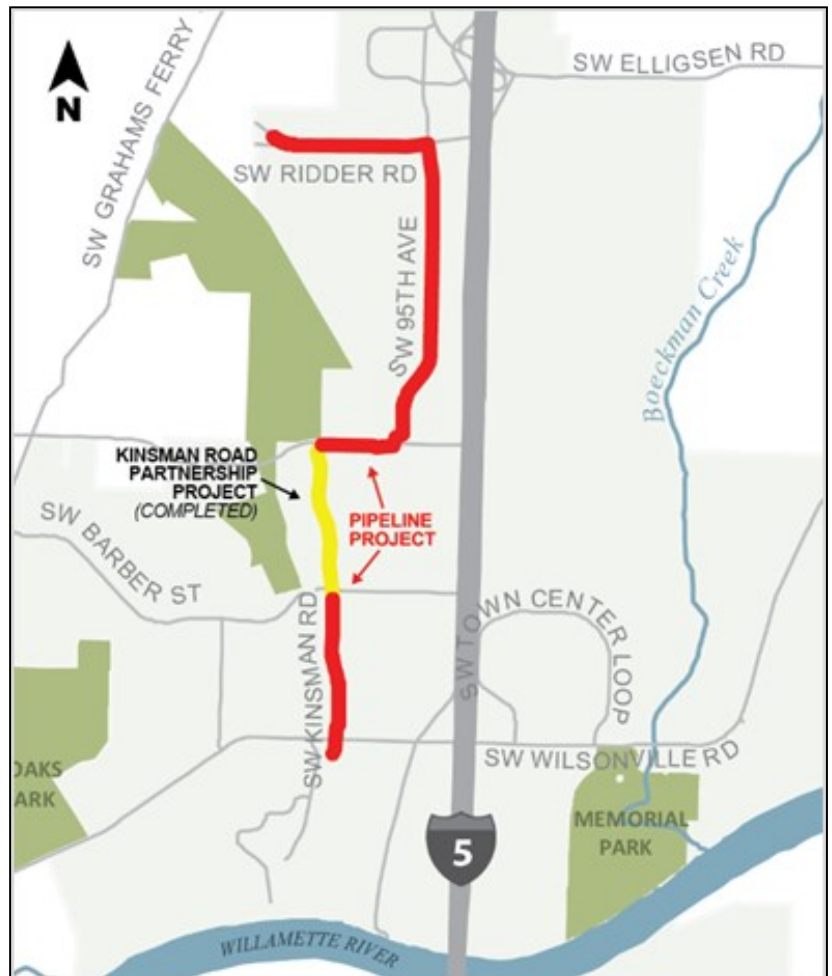 SW ELLIGSEN RD
N
SW GRAHAMS FERRY
SW RIDDER RD
SW 95TH AVE
Boeckman Creek
KINSMAN ROAD
PARTNERSHIP
PROJECT
(COMPLETED)
PIPELINE
PROJECT
SW BARBER ST
SW KINSMAN RD
SW TOWN CENTER LOOP
SW WILSONVILLE RD
OAKS
ARK
5
MEMORIAL
PARK
WILLAMETTE RIVER